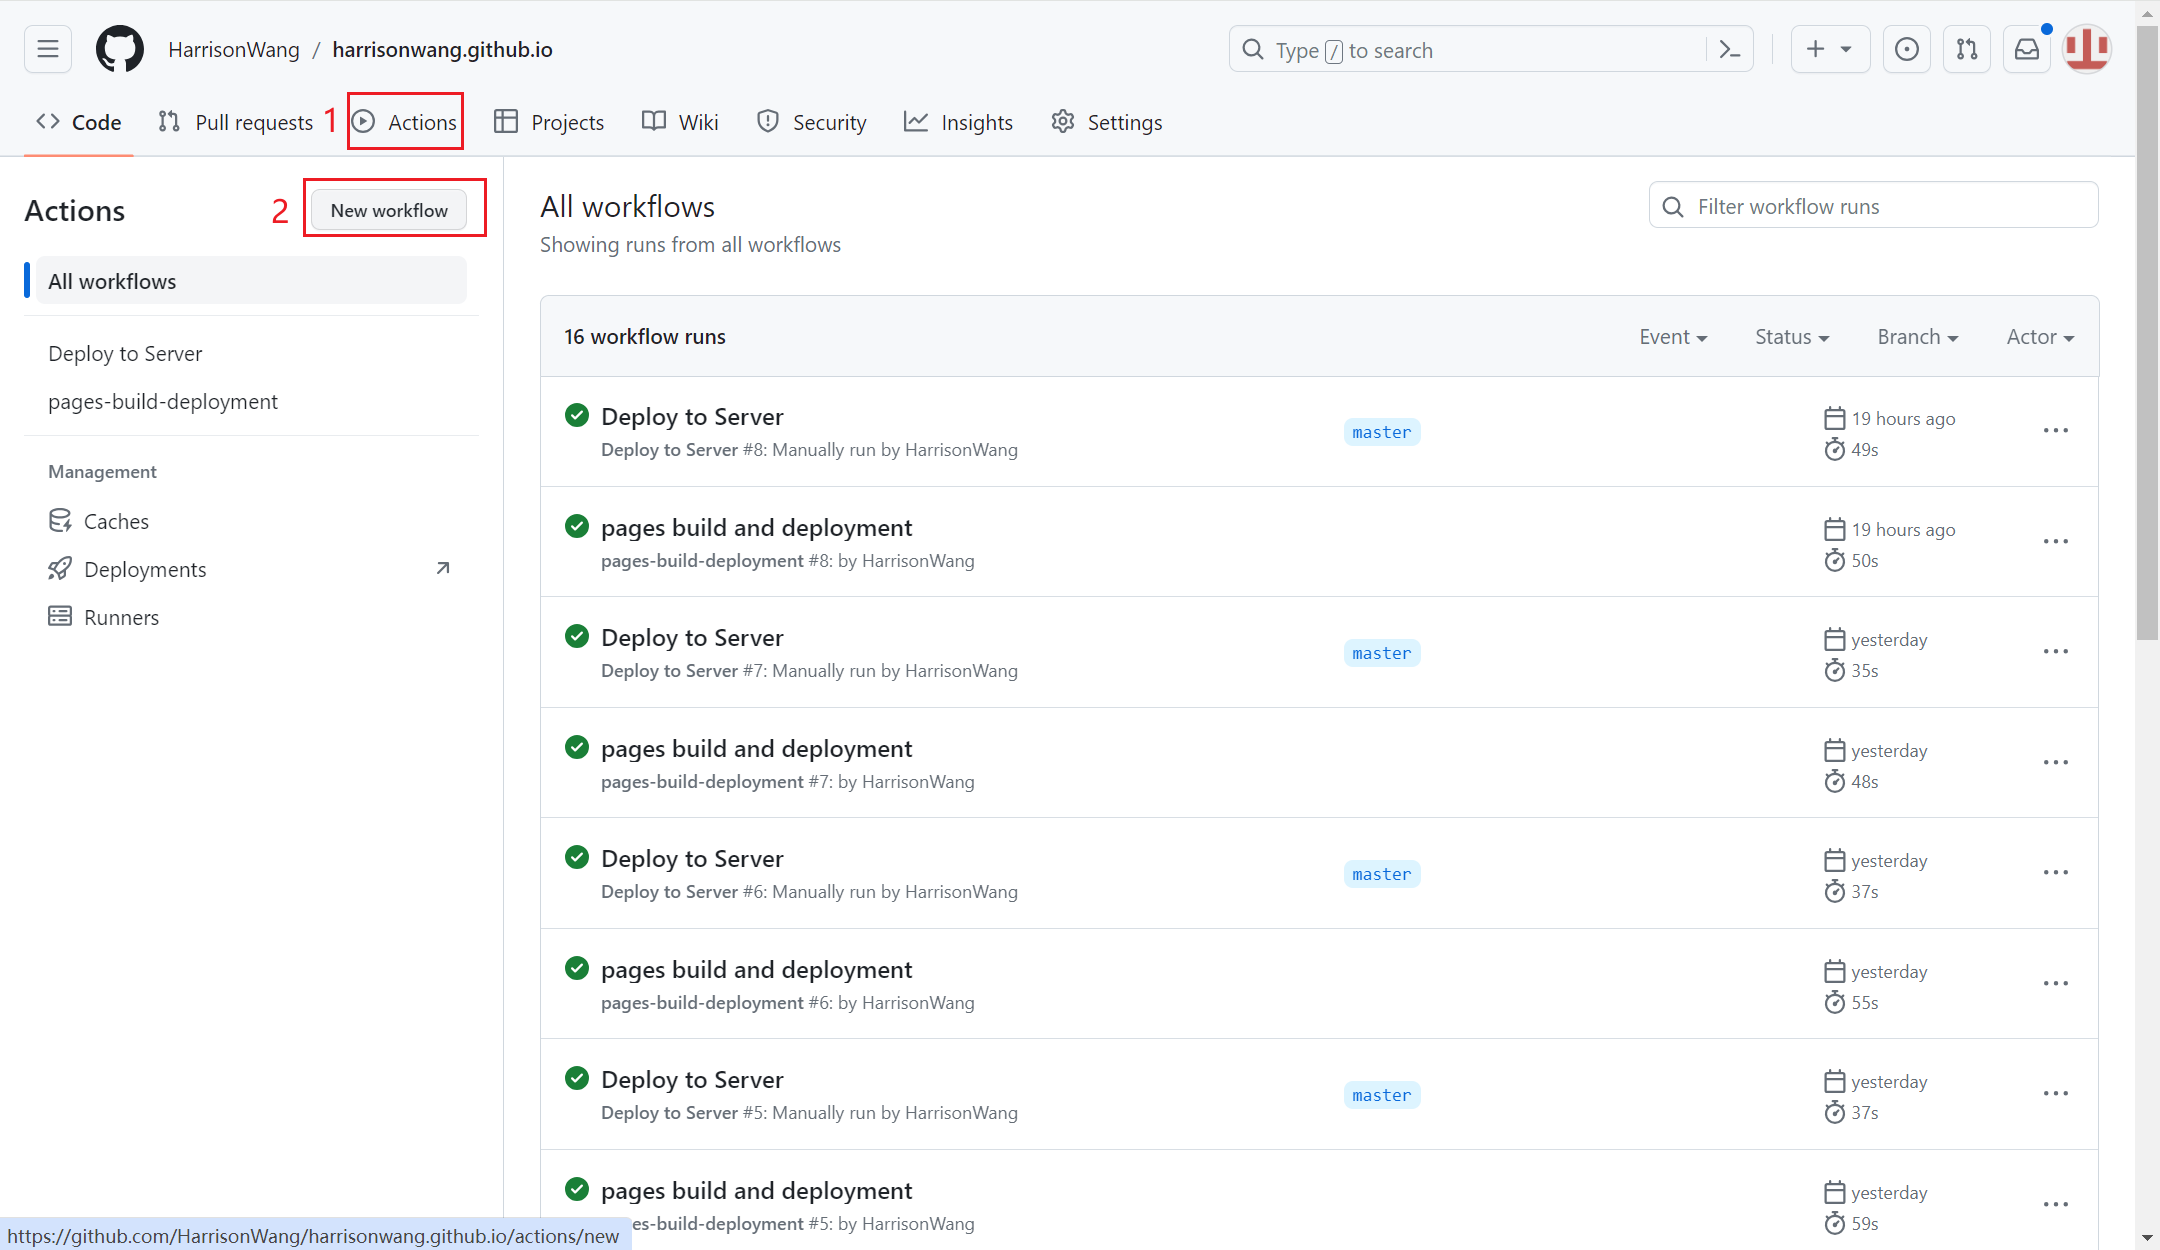 HarrisonWang / harrisonwang.github.io
Type / to search
Code
Pull requests
1
Actions
Projects
Wiki
Security
Insights
Settings
Actions
2
New workflow
All workflows
Deploy to Server
pages-build-deployment
Management
Caches
Deployments
Runners
All workflows
Showing runs from all workflows
Filter workflow runs
16 workflow runs
Event
Status
Branch
Actor
Deploy to Server
Deploy to Server #8: Manually run by HarrisonWang
master
19 hours ago
49s
pages build and deployment
pages-build-deployment #8: by HarrisonWang
19 hours ago
50s
Deploy to Server
Deploy to Server #7: Manually run by HarrisonWang
master
yesterday
35s
pages build and deployment
pages-build-deployment #7: by HarrisonWang
yesterday
48s
Deploy to Server
Deploy to Server #6: Manually run by HarrisonWang
master
yesterday
37s
pages build and deployment
pages-build-deployment #6: by HarrisonWang
yesterday
55s
Deploy to Server
Deploy to Server #5: Manually run by HarrisonWang
master
yesterday
37s
pages build and deployment
es-build-deployment #5: by HarrisonWang
yesterday
59s
https://github.com/HarrisonWang/harrisonwang.github.io/actions/new